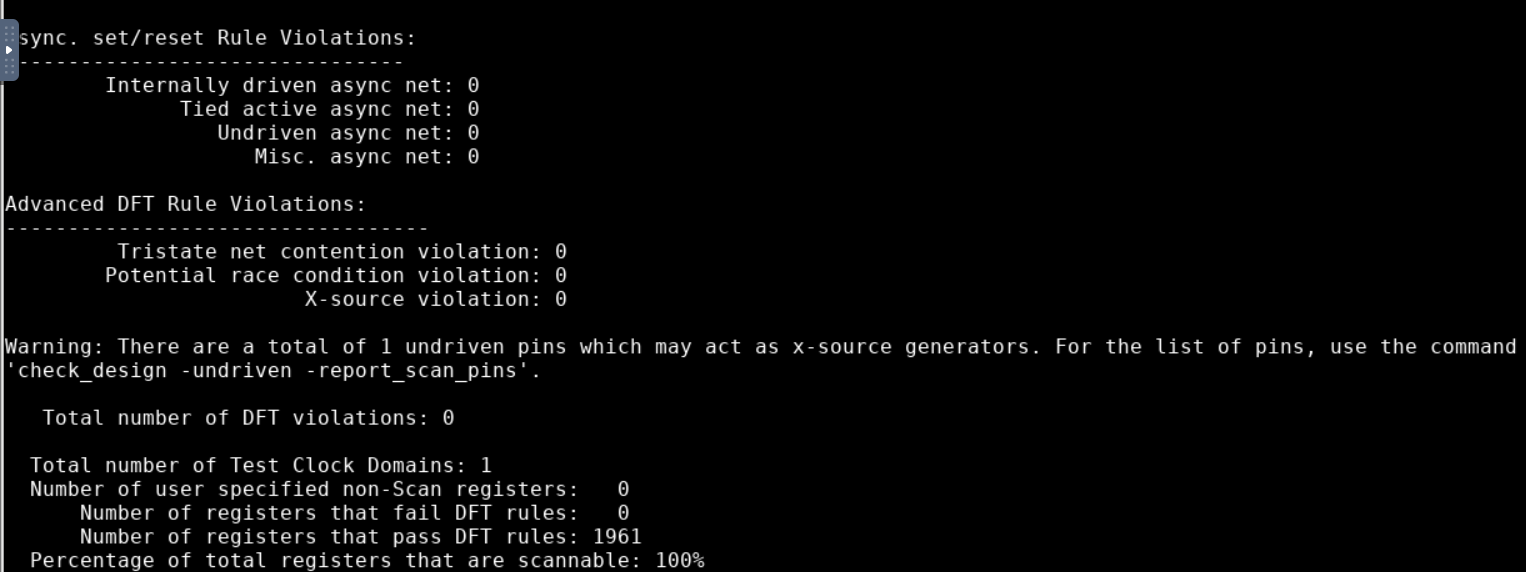 sync. set/reset Rule Violations:
-------------------------------
Internally driven async net: 0
Tied active async net: 0
Undriven async net: 0
Misc. async net: 0
Advanced DFT Rule Violations:
----------------------------------
Tristate net contention violation: 0
Potential race condition violation: 0
X-source violation: 0
Warning: There are a total of 1 undriven pins which may act as x-source generators. For the list of pins, use the command
'check_design -undriven -report_scan_pins'.
Total number of DFT violations: 0
Total number of Test Clock Domains: 1
Number of user specified non-Scan registers: 0
Number of registers that fail DFT rules: 0
Number of registers that pass DFT rules: 1961
Percentage of total registers that are scannable: 100%